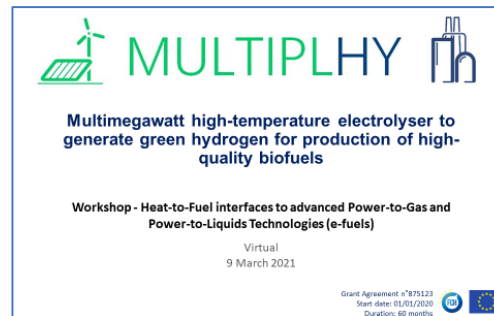 MULTIPLHY
Multimegawatt high-temperature electrolyser to
generate green hydrogen for production of high-
quality biofuels
Workshop - Heat-to-Fuel interfaces to advanced Power-to-Gas and
Power-to-Liquids Technologies (e-fuels)
Virtual
9 March 2021
Grant Agreement n°875123
Start date: 01/01/2020
Duration: 60 months
FCH